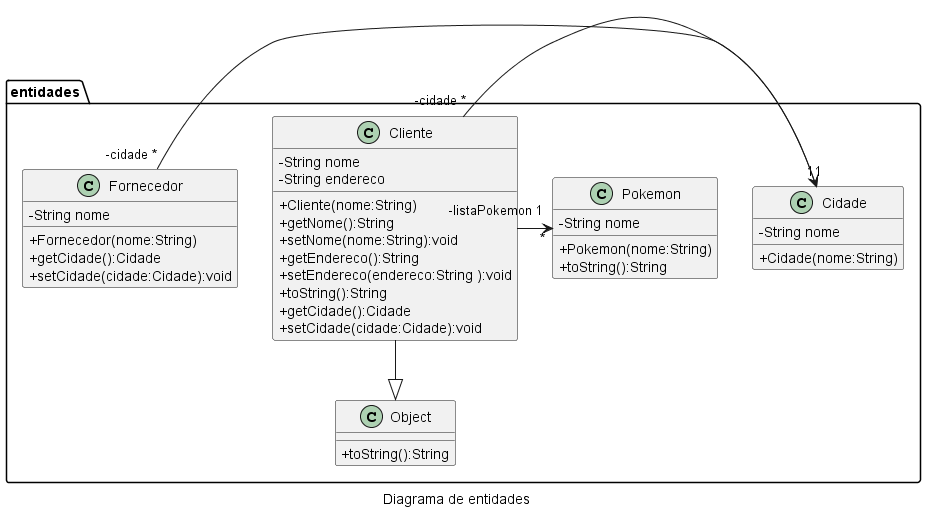 entidades
-cidade *
-cidade *
C Fornecedor
-String nome
+Fornecedor(nome:String)
+getCidade():Cidade
+setCidade(cidade:Cidade):void
C Cliente
-String nome
-String endereco
+Cliente(nome:String)
+getNome():String
+setNome(nome:String):void
+getEndereco():String
+setEndereco(endereco:String ):void
+toString():String
+getCidade():Cidade
+setCidade(cidade:Cidade):void
-listaPokemon 1
*
C Pokemon
-String nome
+Pokemon(nome:String)
+toString():String
1
1
C Cidade
-String nome
+Cidade(nome:String)
C Object
+toString():String
Diagrama de entidades